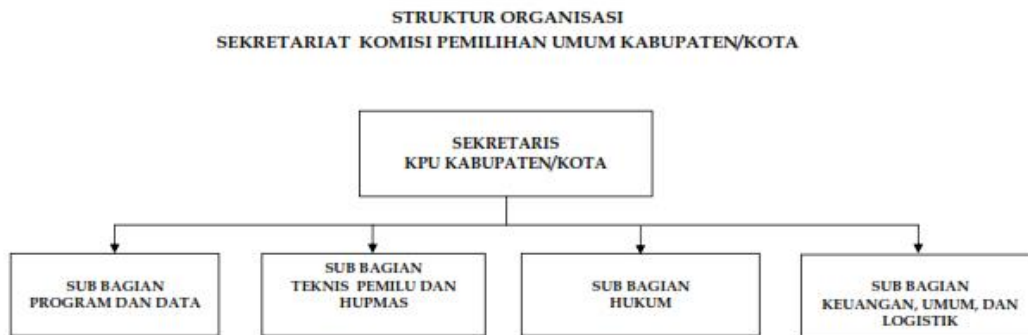 STRUKTUR ORGANISASI
SEKRETARIAT KOMISI PEMILIHAN UMUM KABUPATEN/KOTA
SEKRETARIS
KPU KABUPATEN/KOTA
SUB BAGIAN
PROGRAM DAN DATA
SUB BAGIAN
TEKNIS PEMILU DAN
HUPMAS
SUB BAGIAN
HUKUM
SUB BAGIAN
KEUANGAN, UMUM, DAN
LOGISTIK